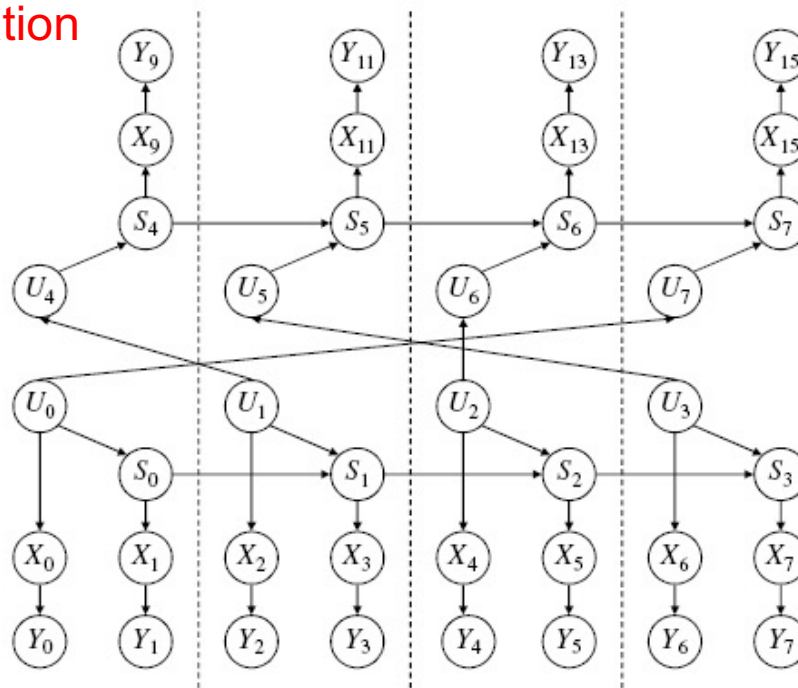 tion
Y₉ Y₁₁ Y₁₃ Y₁₅
X₉ X₁₁ X₁₃ X₁₅
S₄ S₅ S₆ S₇
U₄ U₅ U₆ U₇
U₀ U₁ U₂ U₃
S₀ S₁ S₂ S₃
X₀ X₁ X₂ X₃ X₄ X₅ X₆ X₇
Y₀ Y₁ Y₂ Y₃ Y₄ Y₅ Y₆ Y₇